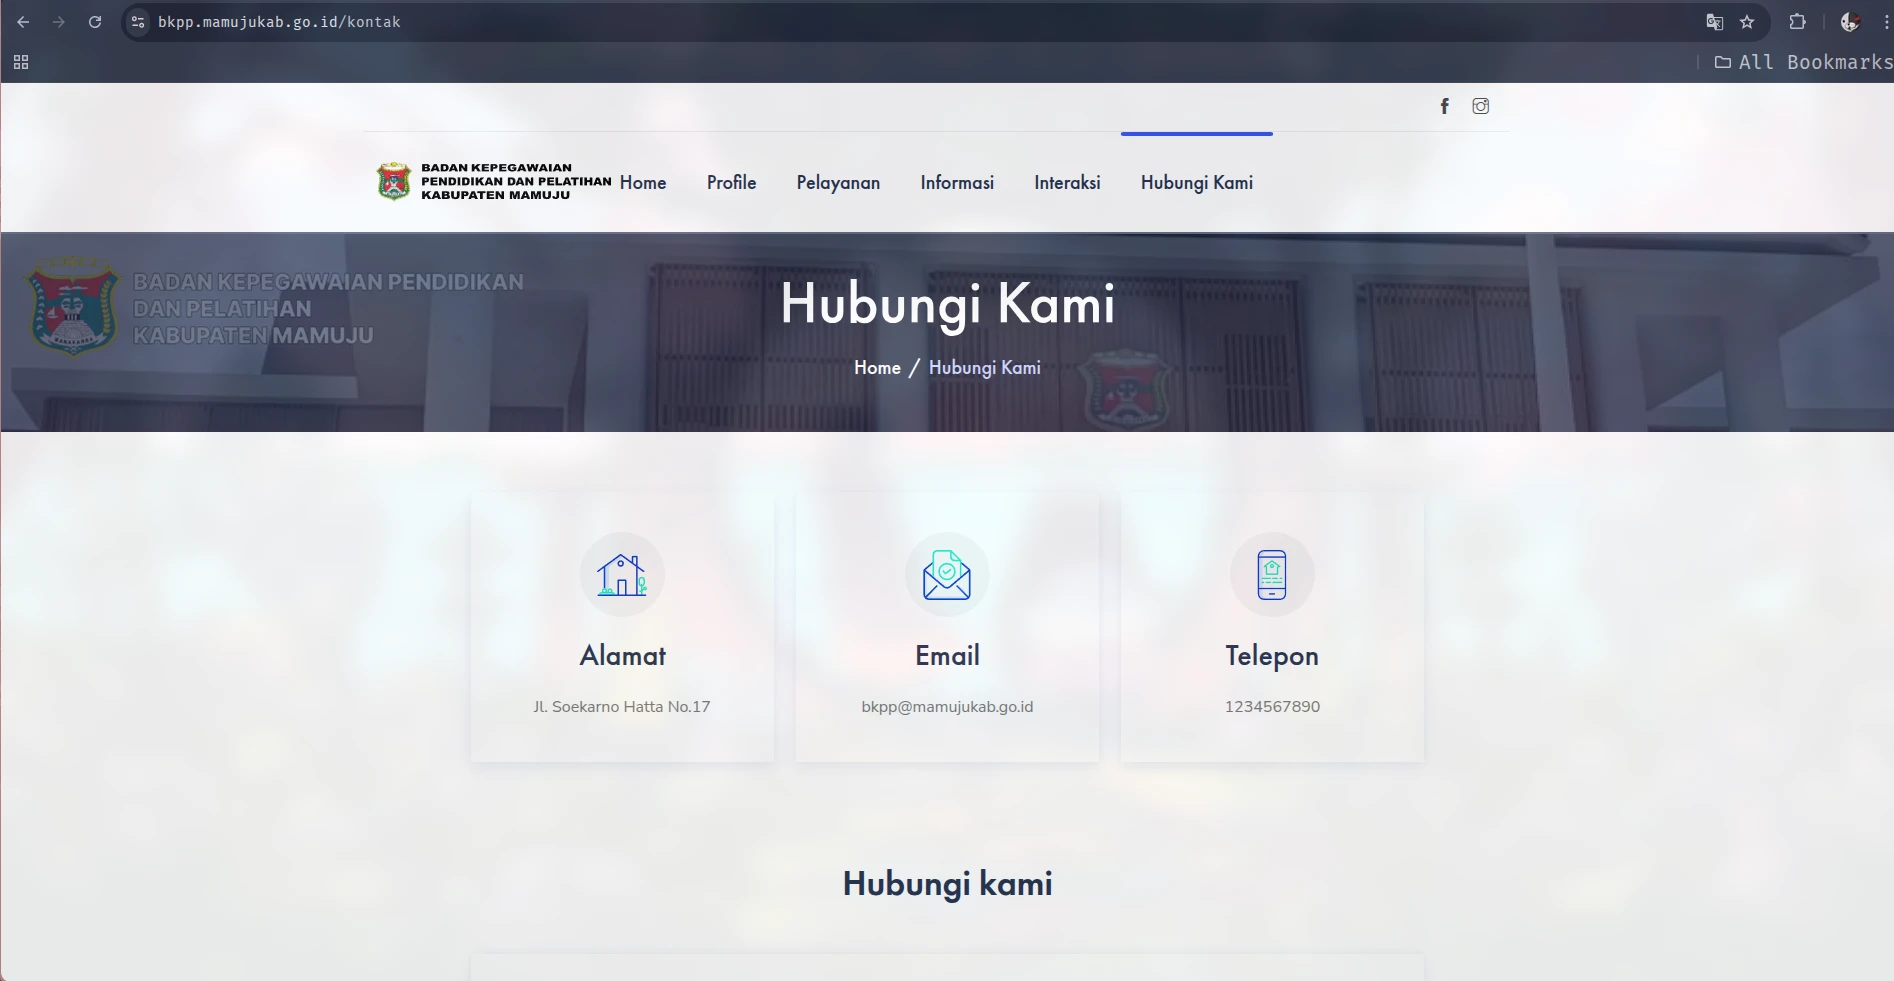 bkpp.mamujukab.go.id/kontak
All Bookmarks
BADAN KEPEGAWAIAN
PENDIDIKAN DAN PELATIHAN
KABUPATEN MAMUJU
Home
Profile
Pelayanan
Informasi
Interaksi
Hubungi Kami
BADAN KEPEGAWAIAN PENDIDIKAN
DAN PELATIHAN
KABUPATEN MAMUJU
Hubungi Kami
Home / Hubungi Kami
Alamat
Jl. Soekarno Hatta No.17
Email
bkpp@mamujukab.go.id
Telepon
1234567890
Hubungi kami